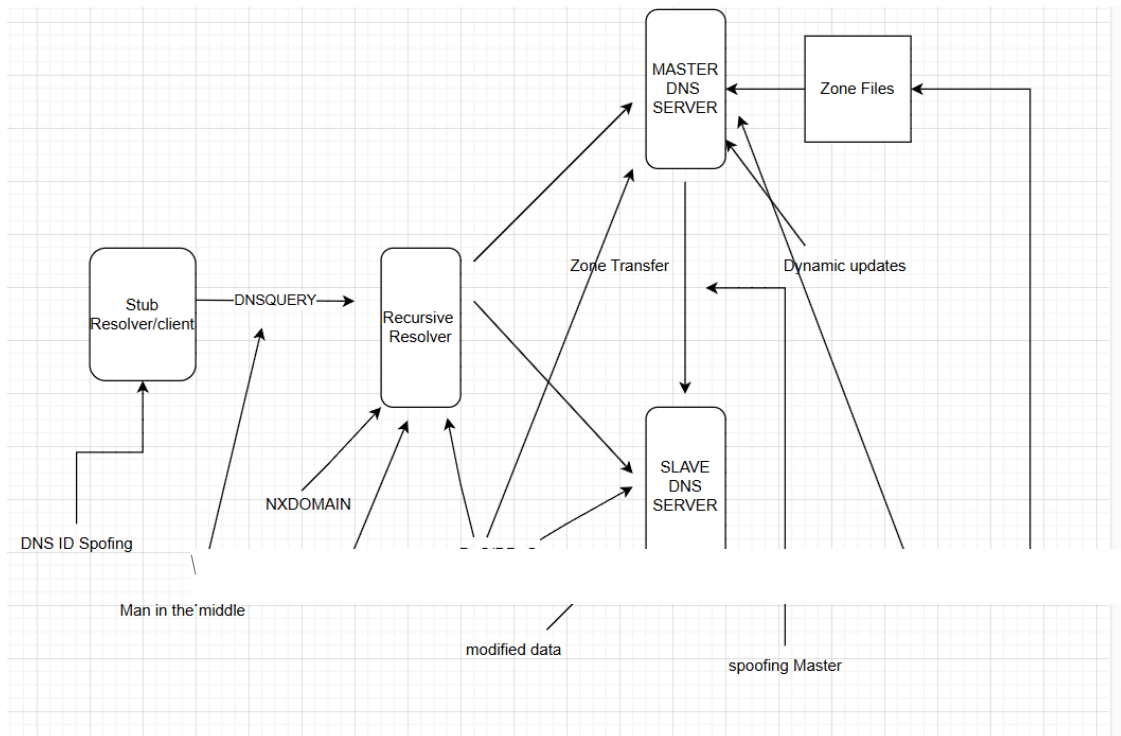 MASTER
DNS
SERVER
Zone Files
Zone Transfer
Dynamic updates
Stub
Resolver/client
DNSQUERY
Recursive
Resolver
SLAVE
DNS
SERVER
NXDOMAIN
DNS ID Spofing
Man in the middle
modified data
spoofing Master